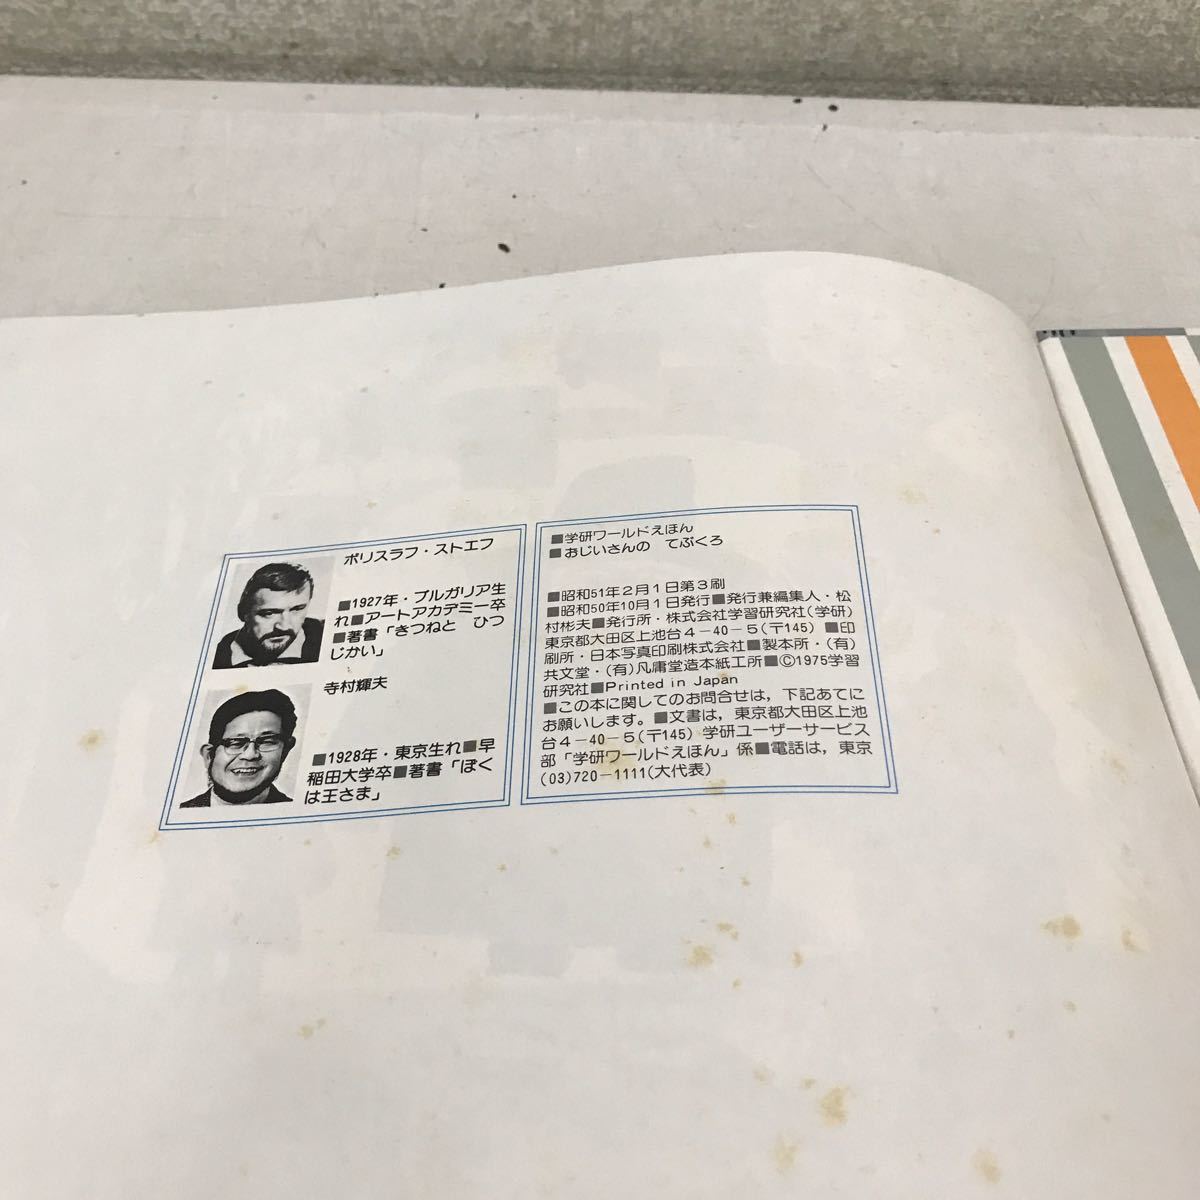 ボリスラフ・ストエフ
■1927年・ブルガリア生
れ■アートアカデミー卒
■著書「きつねと　ひつ
じかい」
寺村輝夫
■1928年・東京生れ■早
稲田大学卒■著書「ぼく
は王さま」
■学研ワールドえほん
■おじいさんの　てぶくろ
■昭和51年2月1日第3刷
■昭和50年10月1日発行■発行兼編集人・松
村彬夫■発行所・株式会社学習研究社(学研)
東京都大田区上池台4−40−5(〒145) ■印
刷所・日本写真印刷株式会社■製本所・(有)
共文堂・(有)凡庸堂造本紙工所■©1975学習
研究社■Printed in Japan
■この本に関してのお問合せは，下記あてに
お願いします。■文書は，東京都大田区上池
台4−40−5(〒145) 学研ユーザーサービス
部「学研ワールドえほん」係■電話は，東京
(03)720−1111(大代表)